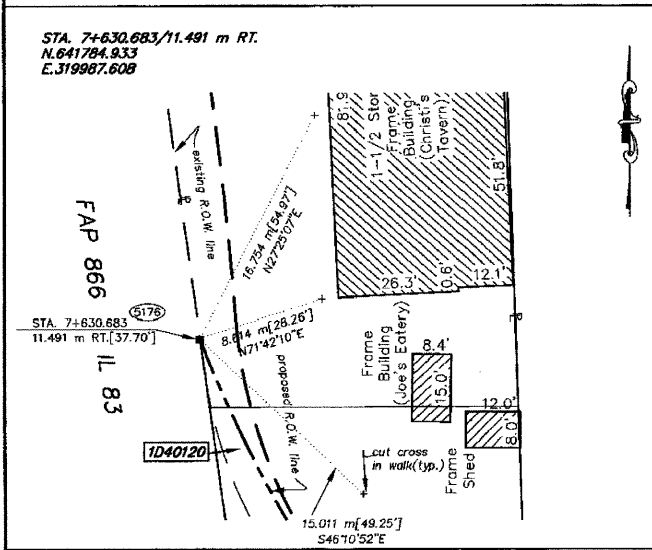 STA. 7+630.683/11.491 m RT.
N.641784.933
E.319987.608
existing R.O.W. line
FAP 866
IL 83
5176
STA. 7+630.683
11.491 m RT.[37.70']
16.754 m[54.97']
N27°25'07"E
8.614 m[28.26']
N71°42'10"E
81.9
1-1/2 Stor
Frame
Building
(Christi's
Tavern)
51.8'
26.3'
0.6'
12.1'
P
P
Frame
Building
(Joe's Eatery)
8.4'
15.0'
12.0'
8.0'
Frame
Shed
proposed R.O.W. line
1D40120
cut cross
in walk(typ.)
15.011 m[49.25']
S46°10'52"E